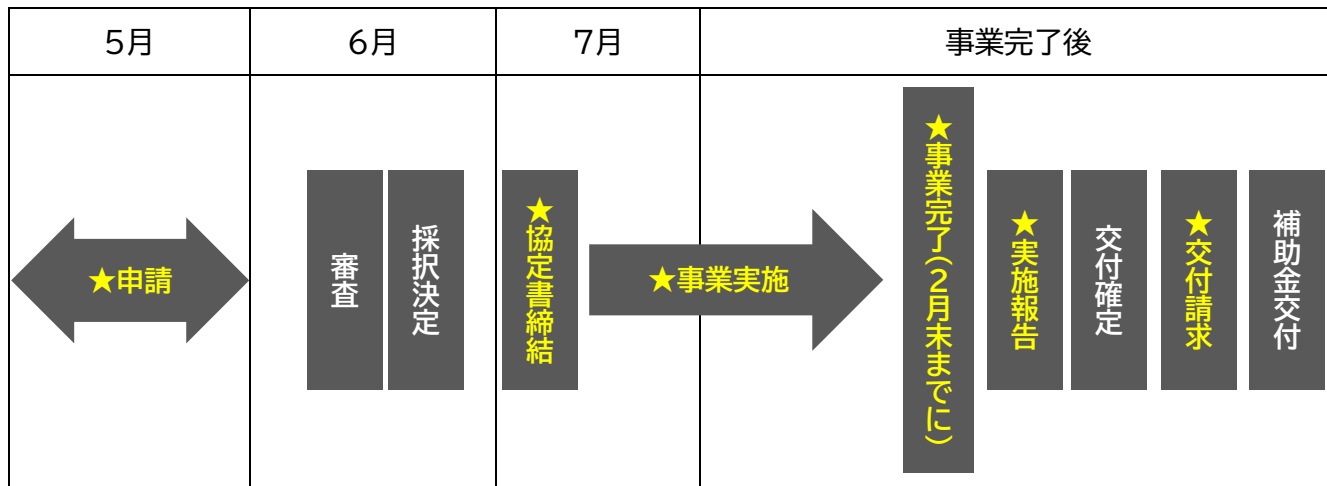 5月
6月
7月
事業完了後
★申請
審査
採択決定
★協定書締結
★事業実施
★事業完了(2月末までに)
★実施報告
交付確定
★交付請求
補助金交付